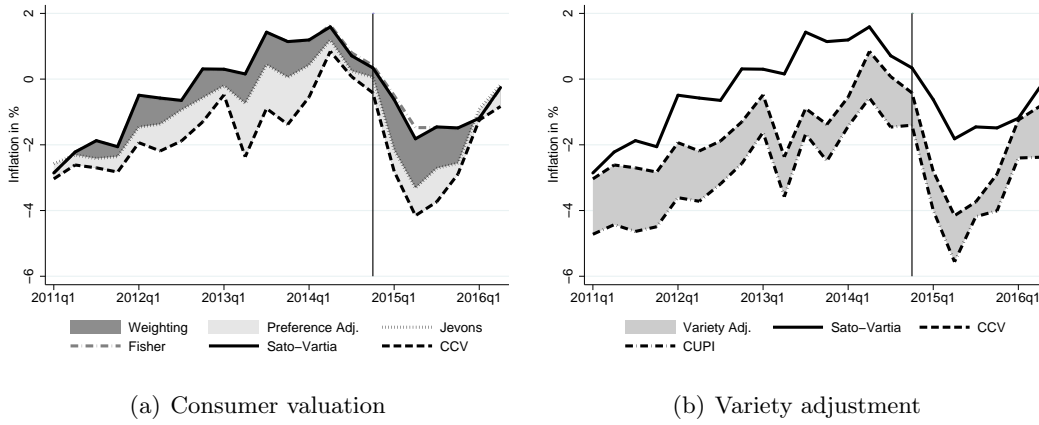 2
0
−2
−4
−6
Inflation in %
2011q1 2012q1 2013q1 2014q1 2015q1 2016q1
Weighting Preference Adj. Jevons
Fisher Sato−Vartia CCV
(a) Consumer valuation
2
0
−2
−4
−6
Inflation in %
2011q1 2012q1 2013q1 2014q1 2015q1 2016q1
Variety Adj. Sato−Vartia CCV
CUPI
(b) Variety adjustment